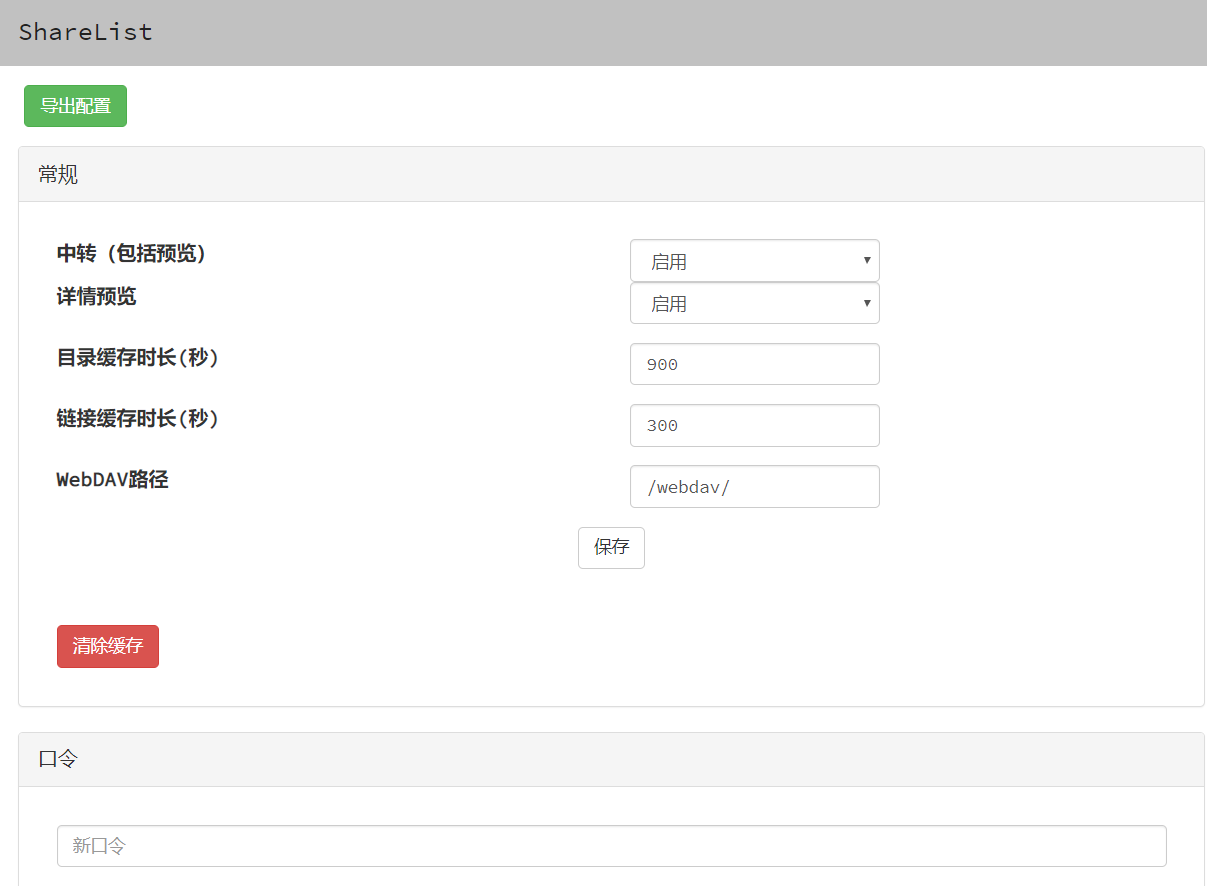 ShareList
导出配置
常规
中转（包括预览）
启用
详情预览
启用
目录缓存时长(秒)
900
链接缓存时长(秒)
300
WebDAV路径
/webdav/
保存
清除缓存
口令
新口令